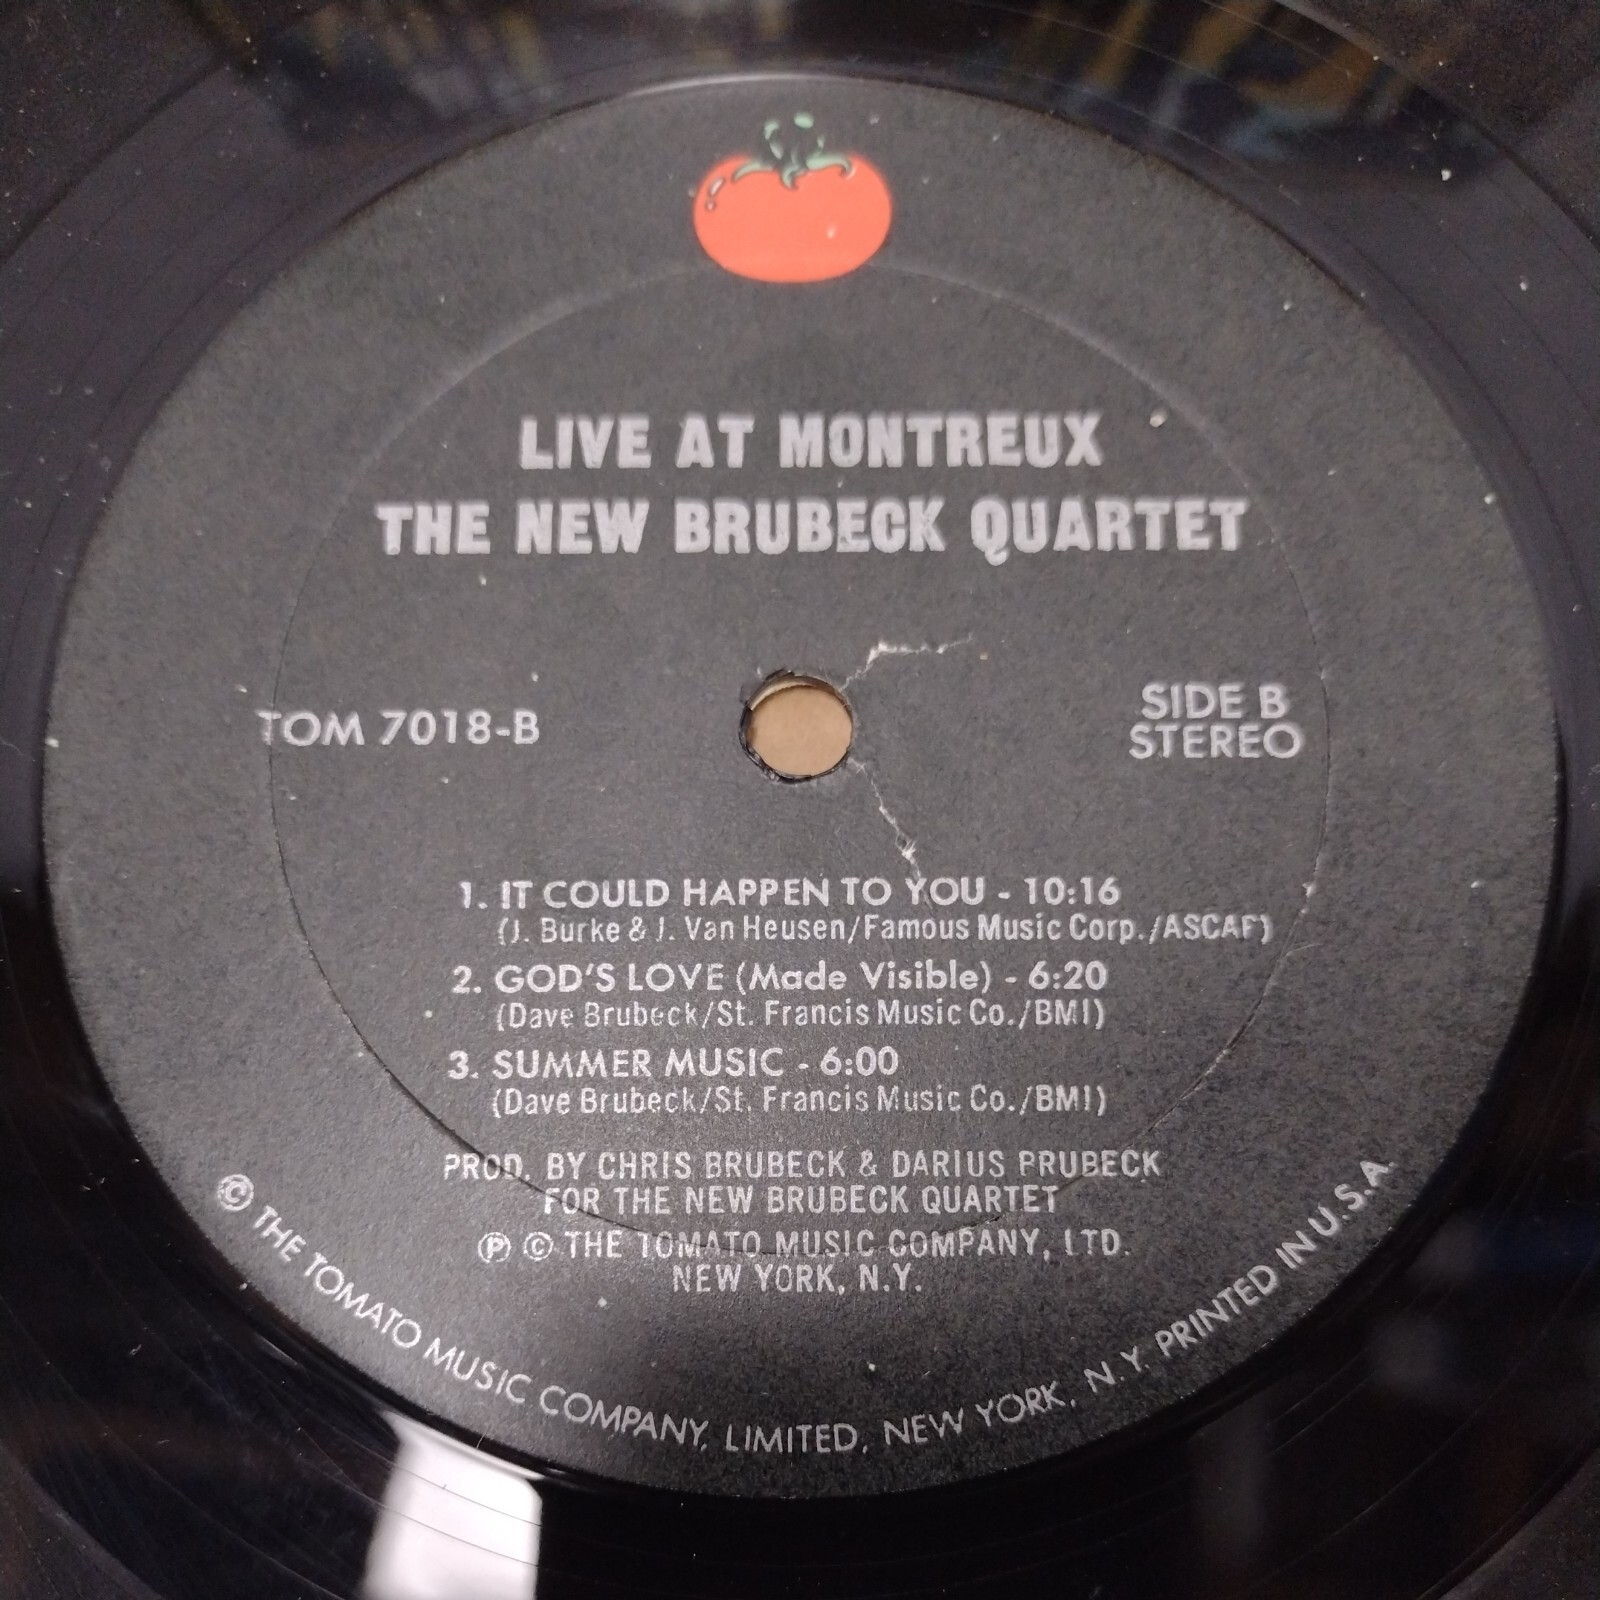 LIVE AT MONTREUX
THE NEW BRUBECK QUARTET
TOM 7018-B
SIDE B
STEREO
1. IT COULD HAPPEN TO YOU - 10:16
(J. Burke & J. Van Heusen/Famous Music Corp./ASCAP)
2. GOD'S LOVE (Made Visible) - 6:20
(Dave Brubeck/St. Francis Music Co./BMI)
3. SUMMER MUSIC - 6:00
(Dave Brubeck/St. Francis Music Co./BMI)
PROD. BY CHRIS BRUBECK & DARIUS BRUBECK
FOR THE NEW BRUBECK QUARTET
℗ © THE TOMATO MUSIC COMPANY, LTD.
NEW YORK, N.Y.
© THE TOMATO MUSIC COMPANY, LIMITED, NEW YORK, N.Y. PRINTED IN U.S.A.